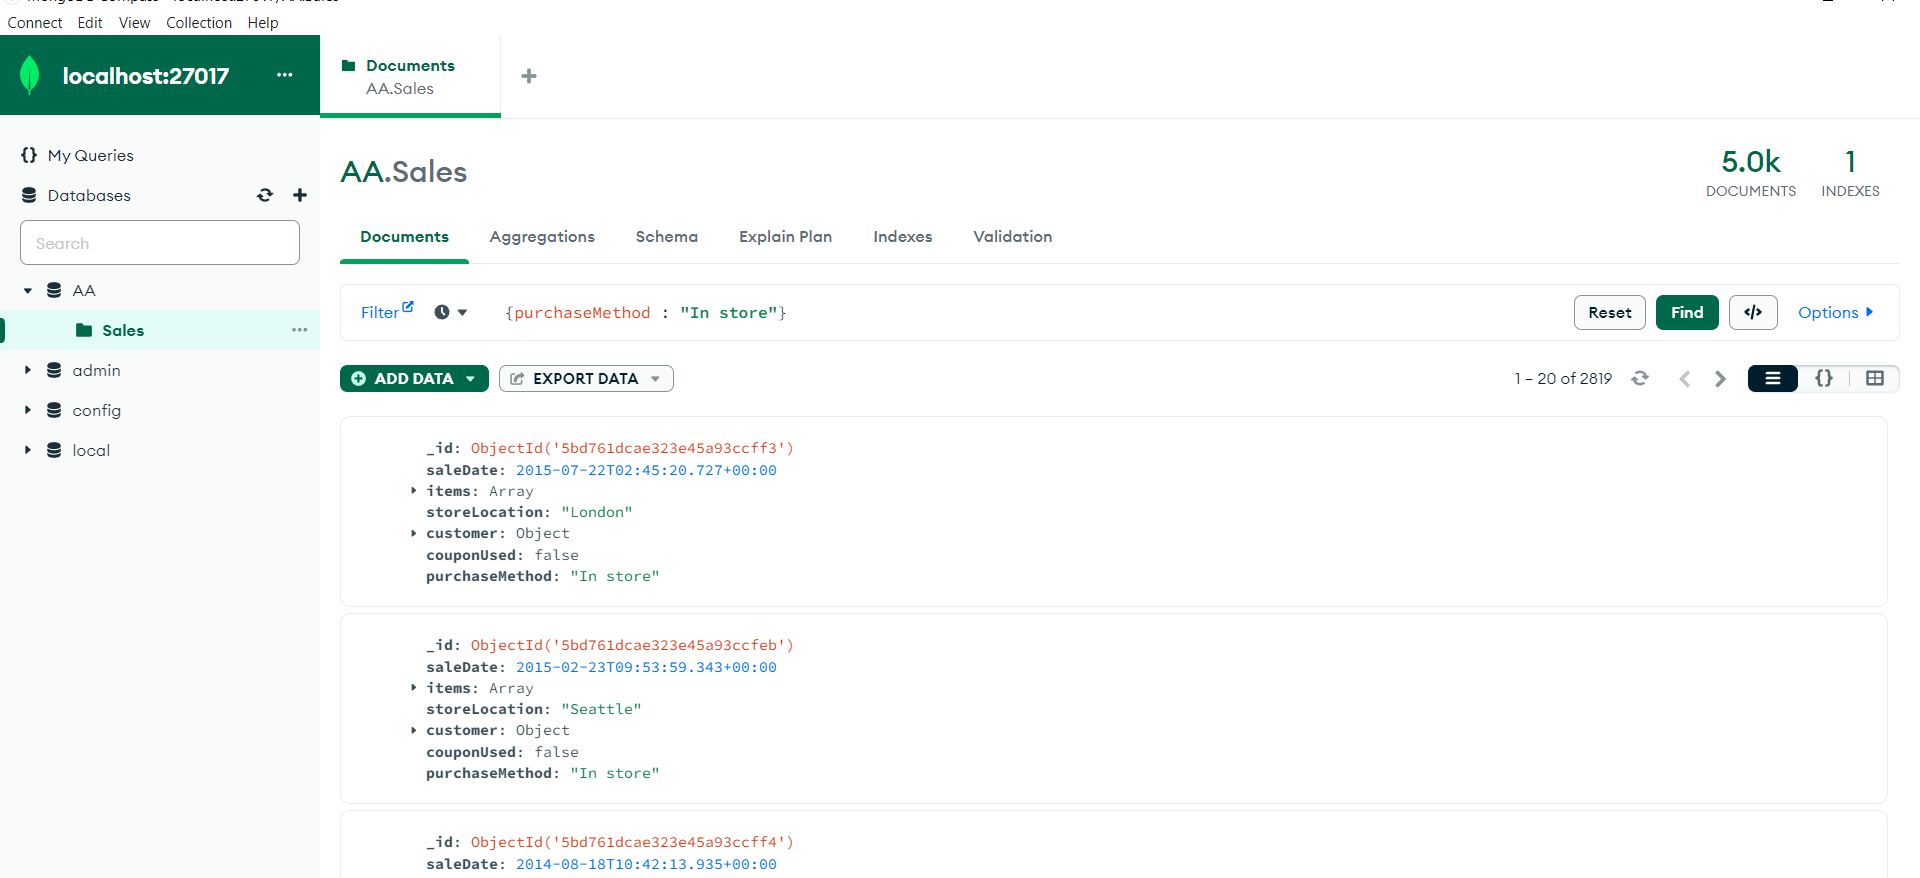 Connect Edit View Collection Help
localhost:27017
Documents
AA.Sales
My Queries
Databases
Search
AA
Sales
admin
config
local
AA.Sales
5.0k
DOCUMENTS
1
INDEXES
Documents Aggregations Schema Explain Plan Indexes Validation
Filter {purchaseMethod : "In store"} Reset Find </> Options
ADD DATA EXPORT DATA 1 – 20 of 2819 {}
_id: ObjectId('5bd761dcae323e45a93ccff3')
saleDate: 2015-07-22T02:45:20.727+00:00
items: Array
storeLocation: "London"
customer: Object
couponUsed: false
purchaseMethod: "In store"
_id: ObjectId('5bd761dcae323e45a93ccfeb')
saleDate: 2015-02-23T09:53:59.343+00:00
items: Array
storeLocation: "Seattle"
customer: Object
couponUsed: false
purchaseMethod: "In store"
_id: ObjectId('5bd761dcae323e45a93ccff4')
saleDate: 2014-08-18T10:42:13.935+00:00